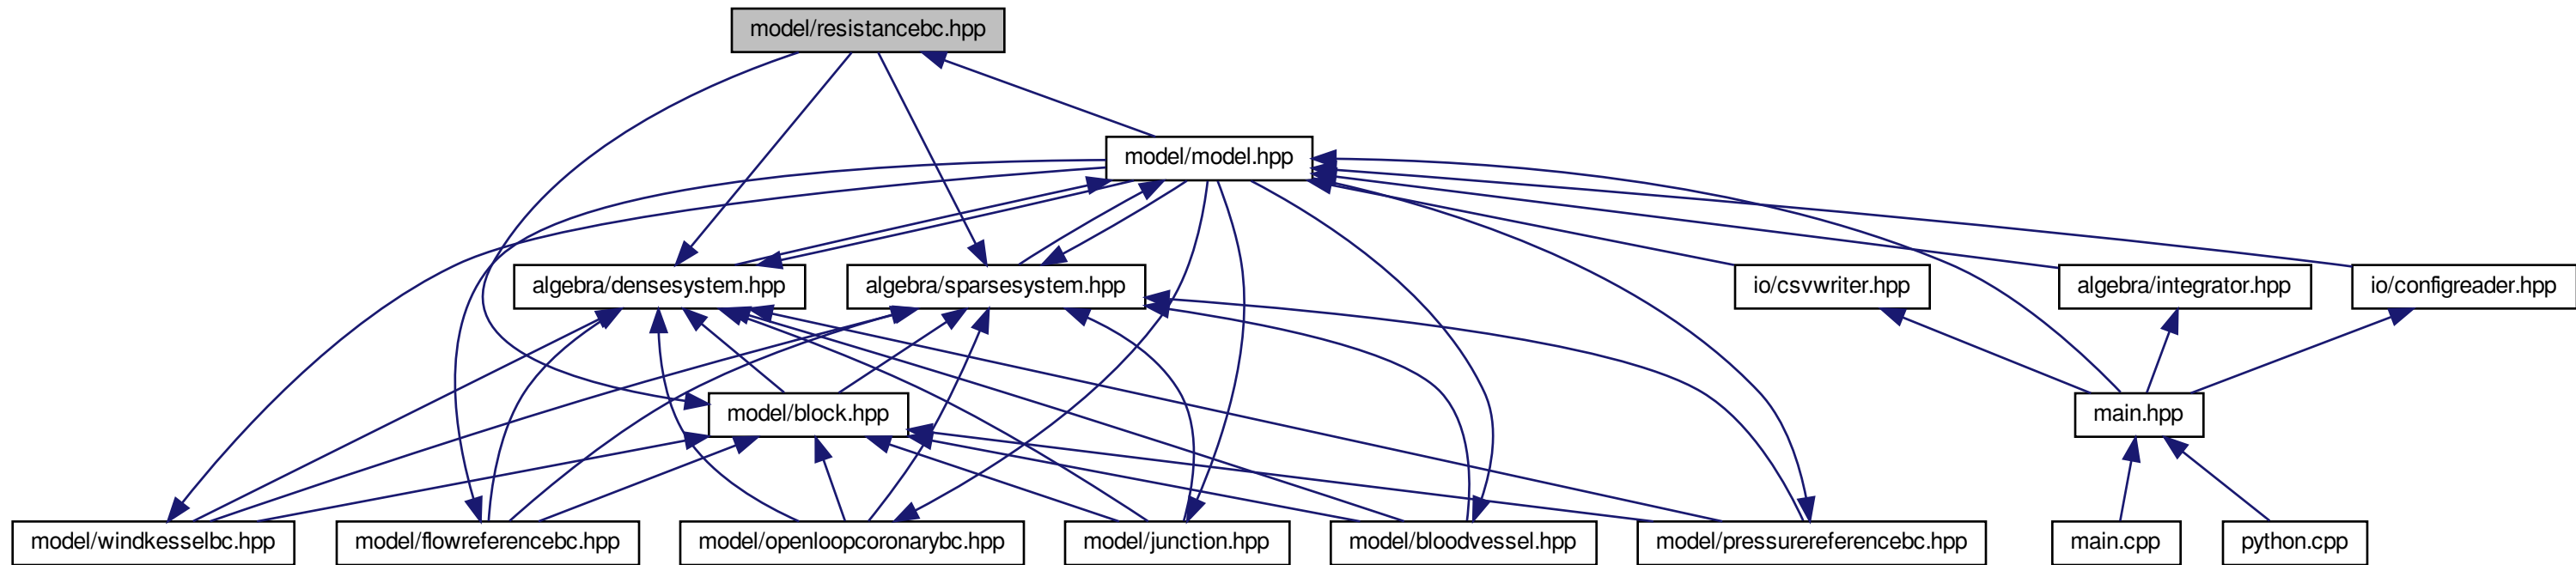 model/resistancebc.hpp
model/model.hpp
algebra/densesystem.hpp
algebra/sparsesystem.hpp
io/csvwriter.hpp
algebra/integrator.hpp
io/configreader.hpp
model/block.hpp
main.hpp
model/windkesselbc.hpp
model/flowreferencebc.hpp
model/openloopcoronarybc.hpp
model/junction.hpp
model/bloodvessel.hpp
model/pressurereferencebc.hpp
main.cpp
python.cpp